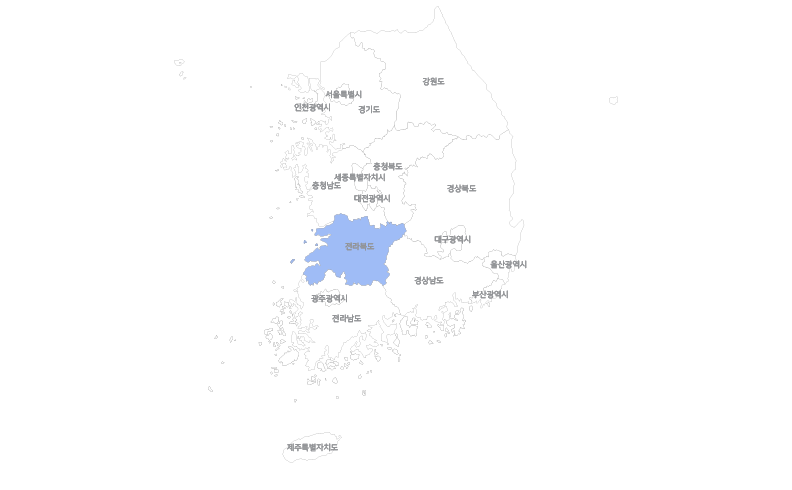 강원도
서울특별시
인천광역시
경기도
충청북도
세종특별자치시
충청남도
경상북도
대전광역시
대구광역시
전라북도
울산광역시
경상남도
부산광역시
광주광역시
전라남도
제주특별자치도